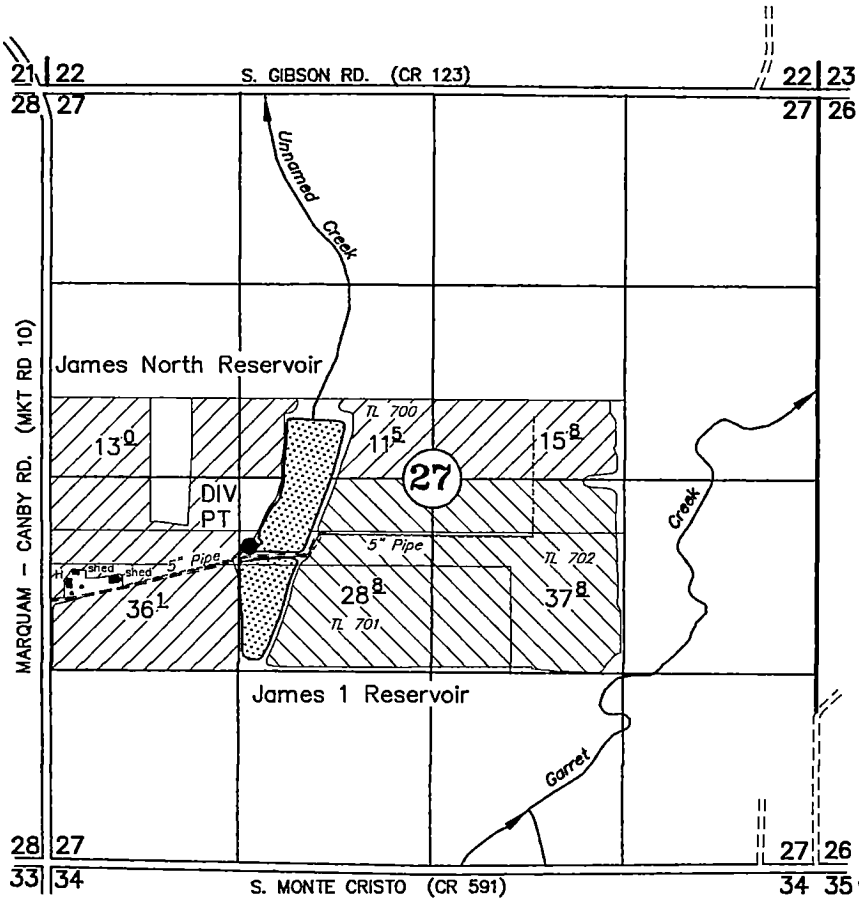 21 22
S. GIBSON RD. (CR 123)
22 23
28 27
27 26
Unnamed Creek
MARQUAM - CANBY RD. (MKT RD 10)
James North Reservoir
TL 700
13.0
11.5
15.8
27
DIV
PT
5" Pipe
5" Pipe
TL 702
H
shed
shed
36.1
28.8
37.8
TL 701
Creek
James 1 Reservoir
Garret
28 27
27 26
33 34
S. MONTE CRISTO (CR 591)
34 35